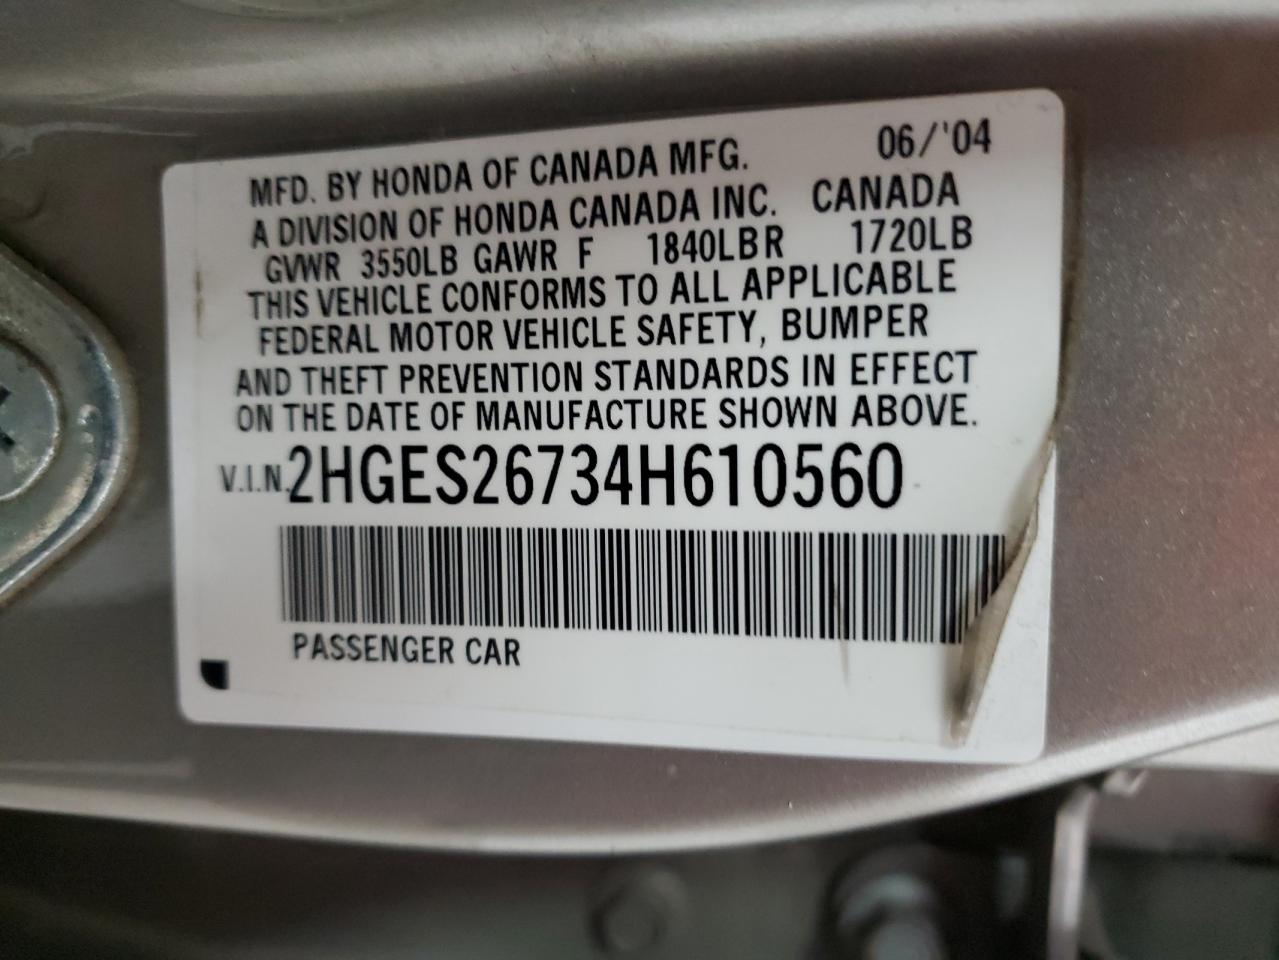 06/'04
MFD. BY HONDA OF CANADA MFG.
A DIVISION OF HONDA CANADA INC. CANADA
GVWR 3550LB GAWR F 1840LB R 1720LB
THIS VEHICLE CONFORMS TO ALL APPLICABLE
FEDERAL MOTOR VEHICLE SAFETY, BUMPER
AND THEFT PREVENTION STANDARDS IN EFFECT
ON THE DATE OF MANUFACTURE SHOWN ABOVE.
V.I.N. 2HGES26734H610560
PASSENGER CAR